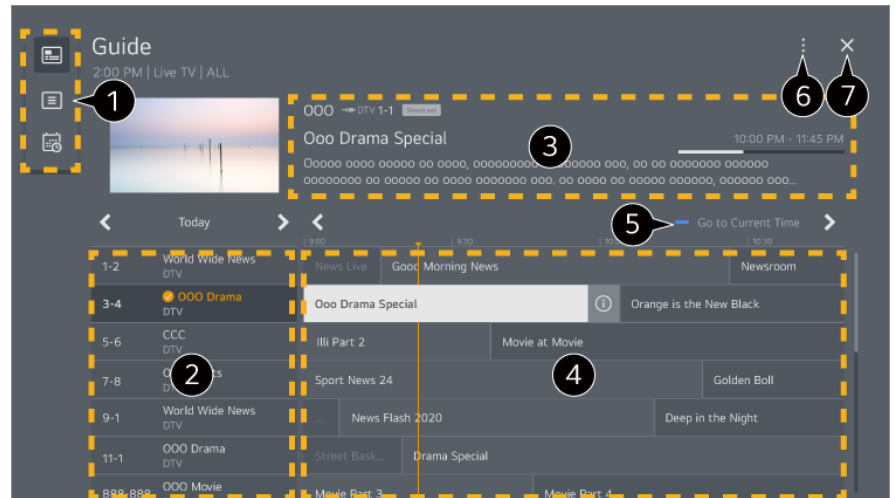 Guide
2:00 PM | Live TV | ALL
1
6
7
OOO DTV 1-1
Ooo Drama Special
3
10:00 PM - 11:45 PM
Today
5
Go to Current Time
9:00
9:30
10:30
1-2
World Wide News
DTV
News Live
Good Morning News
Newsroom
3-4
OOO Drama
DTV
Ooo Drama Special
Orange is the New Black
5-6
CCC
DTV
Illi Part 2
Movie at Movie
7-8
2
Sport News 24
4
Golden Boll
9-1
World Wide News
DTV
...
News Flash 2020
Deep in the Night
11-1
OOO Drama
DTV
Street Bask...
Drama Special
888-888
OOO Movie
Movie Part 3
Movie Part 4